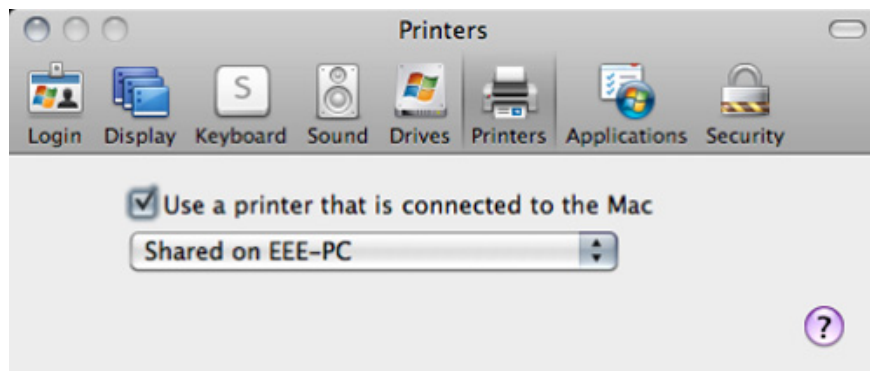 Printers
S
Login Display Keyboard Sound Drives Printers Applications Security
Use a printer that is connected to the Mac
Shared on EEE-PC
?